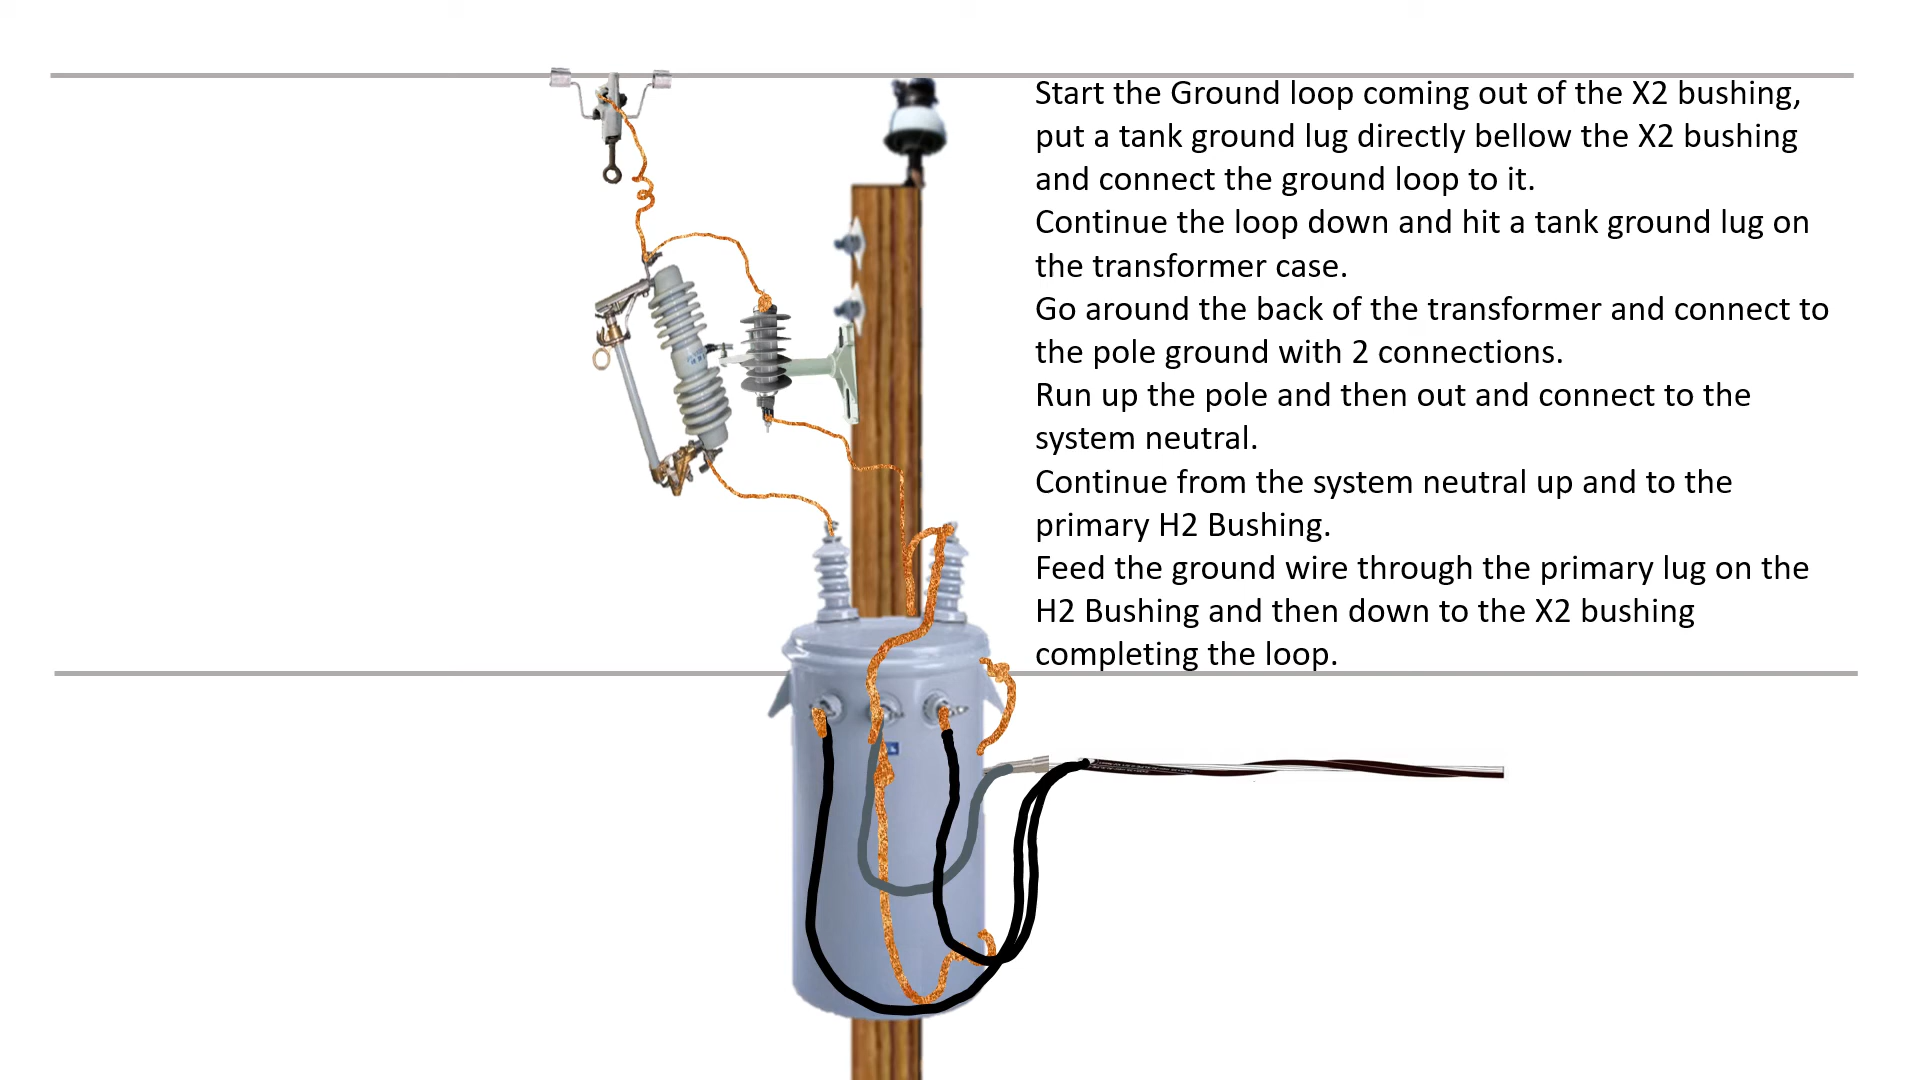 Start the Ground loop coming out of the X2 bushing,
put a tank ground lug directly bellow the X2 bushing
and connect the ground loop to it.
Continue the loop down and hit a tank ground lug on
the transformer case.
Go around the back of the transformer and connect to
the pole ground with 2 connections.
Run up the pole and then out and connect to the
system neutral.
Continue from the system neutral up and to the
primary H2 Bushing.
Feed the ground wire through the primary lug on the
H2 Bushing and then down to the X2 bushing
completing the loop.